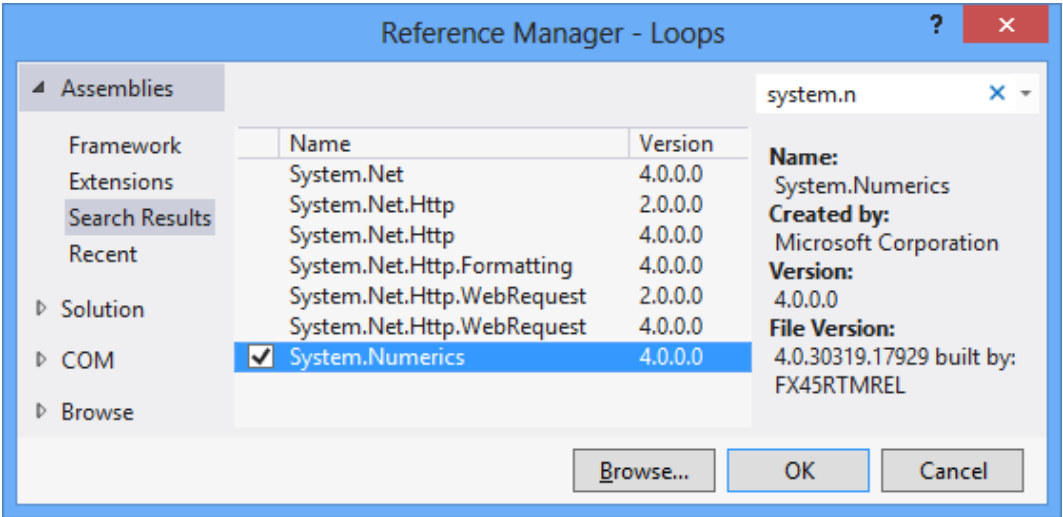 Reference Manager - Loops
?
×
Assemblies
Framework
Extensions
Search Results
Recent
Solution
COM
Browse
Name Version
System.Net 4.0.0.0
System.Net.Http 2.0.0.0
System.Net.Http 4.0.0.0
System.Net.Http.Formatting 4.0.0.0
System.Net.Http.WebRequest 2.0.0.0
System.Net.Http.WebRequest 4.0.0.0
System.Numerics 4.0.0.0
system.n
Name:
System.Numerics
Created by:
Microsoft Corporation
Version:
4.0.0.0
File Version:
4.0.30319.17929 built by:
FX45RTMREL
Browse... OK Cancel